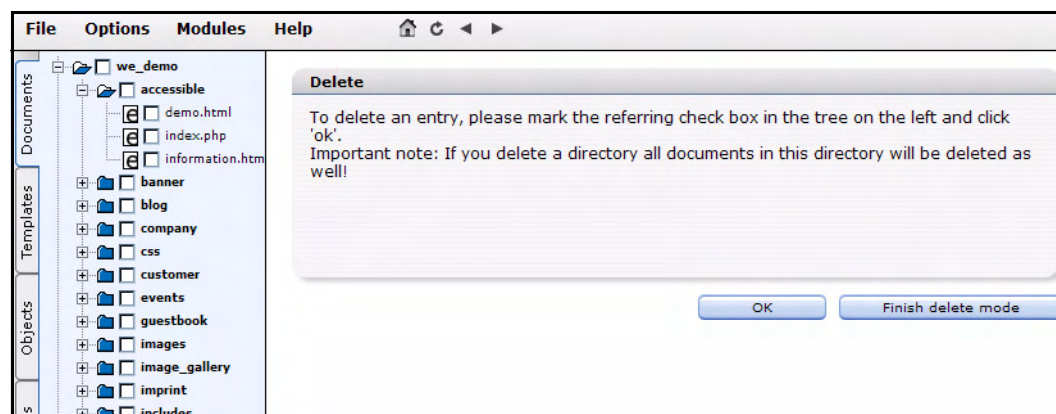 File Options Modules Help
Documents
Templates
Objects
we_demo
accessible
demo.html
index.php
information.htm
banner
blog
company
css
customer
events
guestbook
images
image_gallery
imprint
includes
Delete
To delete an entry, please mark the referring check box in the tree on the left and click
'ok'.
Important note: If you delete a directory all documents in this directory will be deleted as
well!
OK Finish delete mode